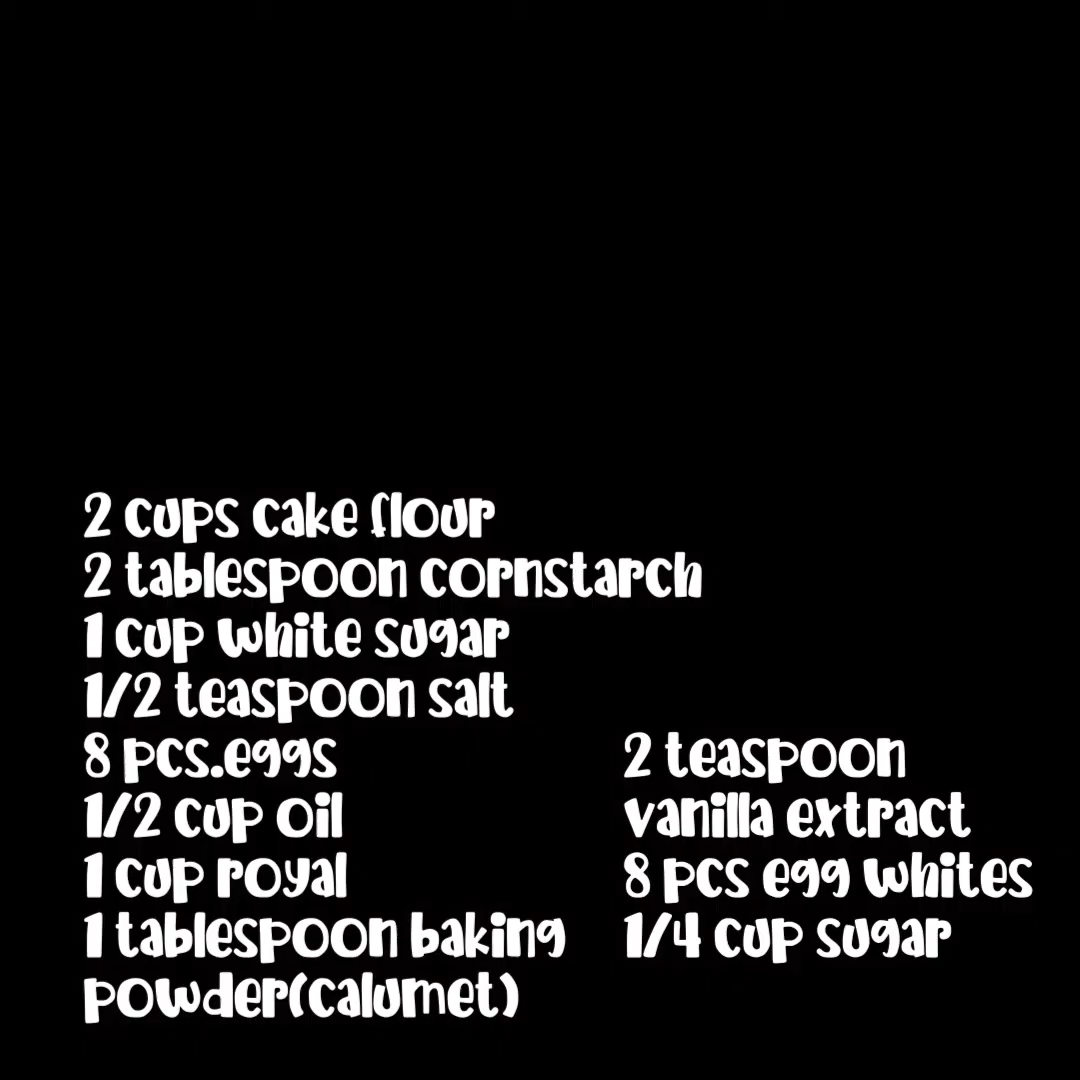 2 cups cake flour
2 tablespoon cornstarch
1 cup white sugar
1/2 teaspoon salt
8 pcs.eggs
1/2 cup oil
1 cup royal
1 tablespoon baking
powder(calumet)
2 teaspoon
vanilla extract
8 pcs egg whites
1/4 cup sugar